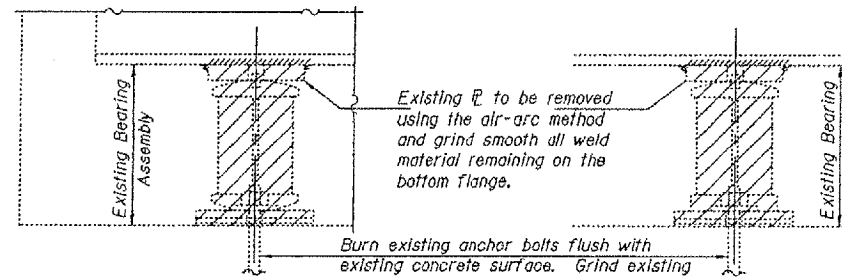 Existing Bearing
Assembly
Existing ℄ to be removed
using the air-arc method
and grind smooth all weld
material remaining on the
bottom flange.
Existing Bearing
Burn existing anchor bolts flush with
existing concrete surface. Grind existing